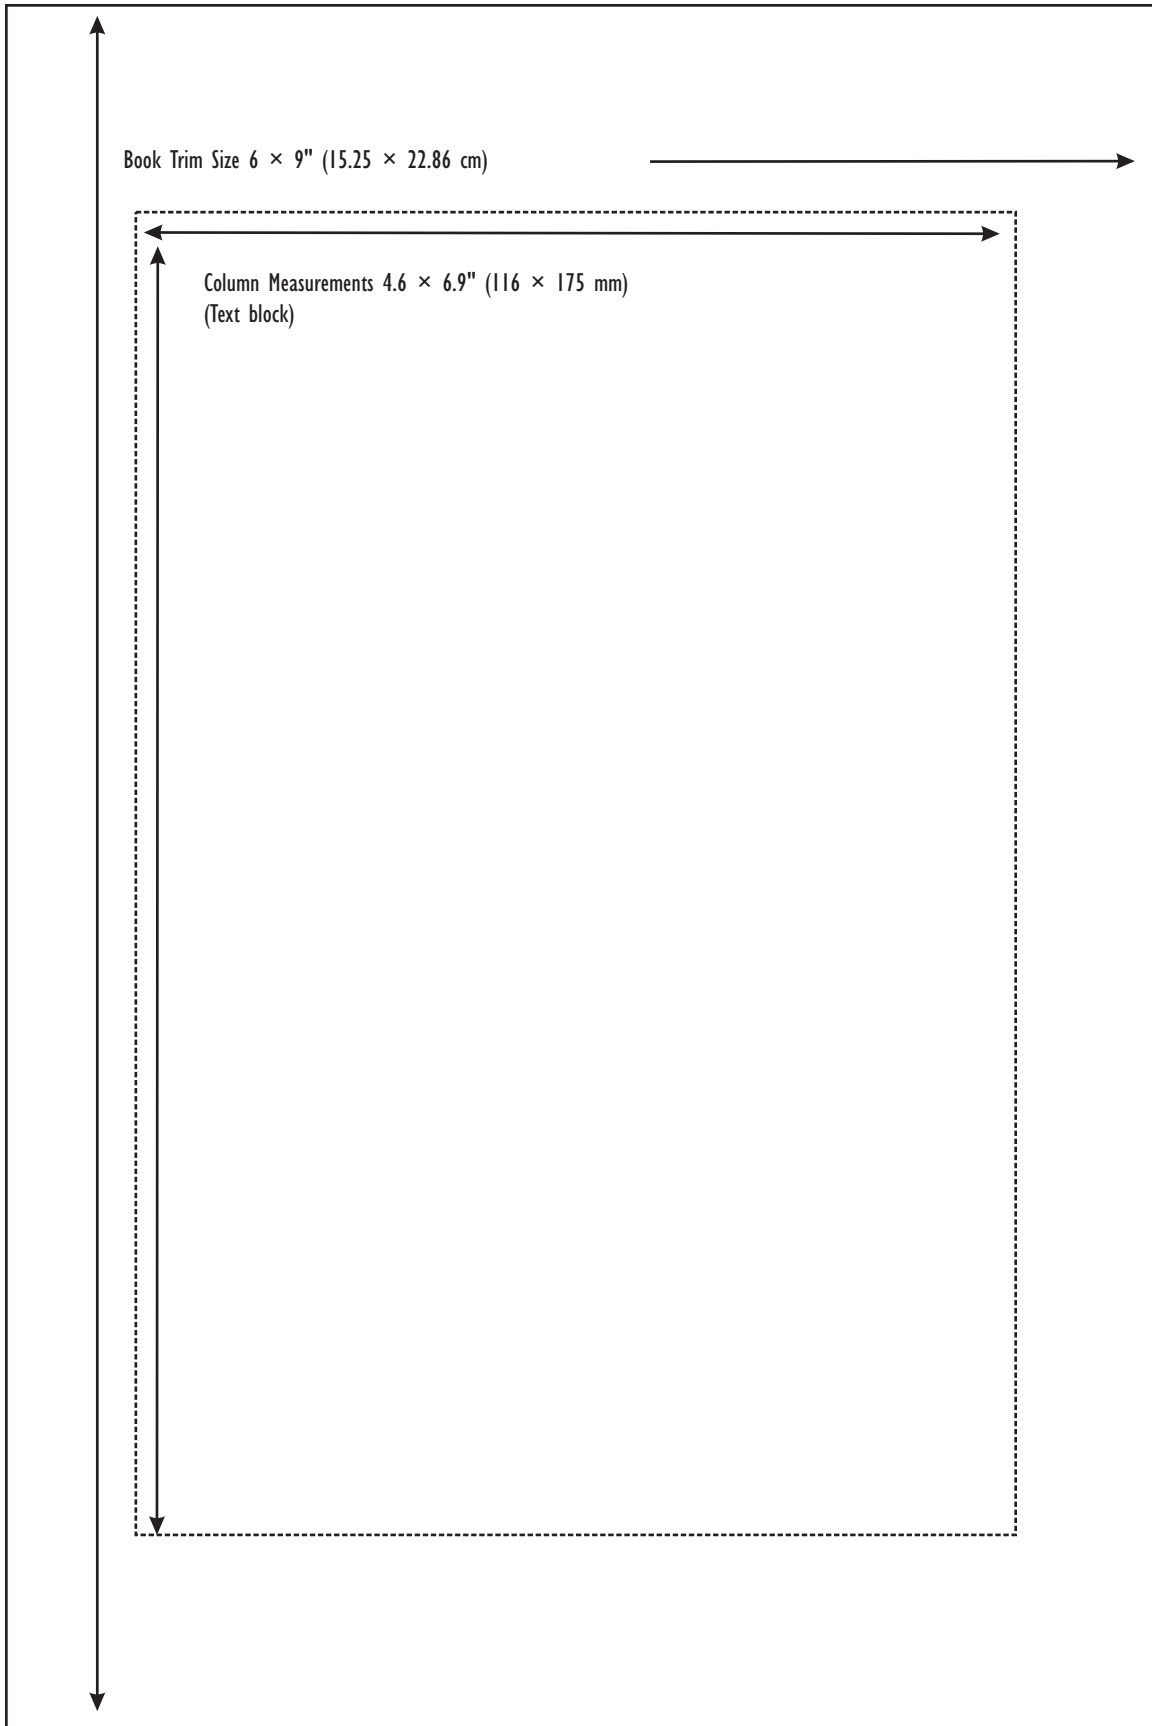 Book Trim Size 6 × 9" (15.25 × 22.86 cm)
Column Measurements 4.6 × 6.9" (116 × 175 mm)
(Text block)